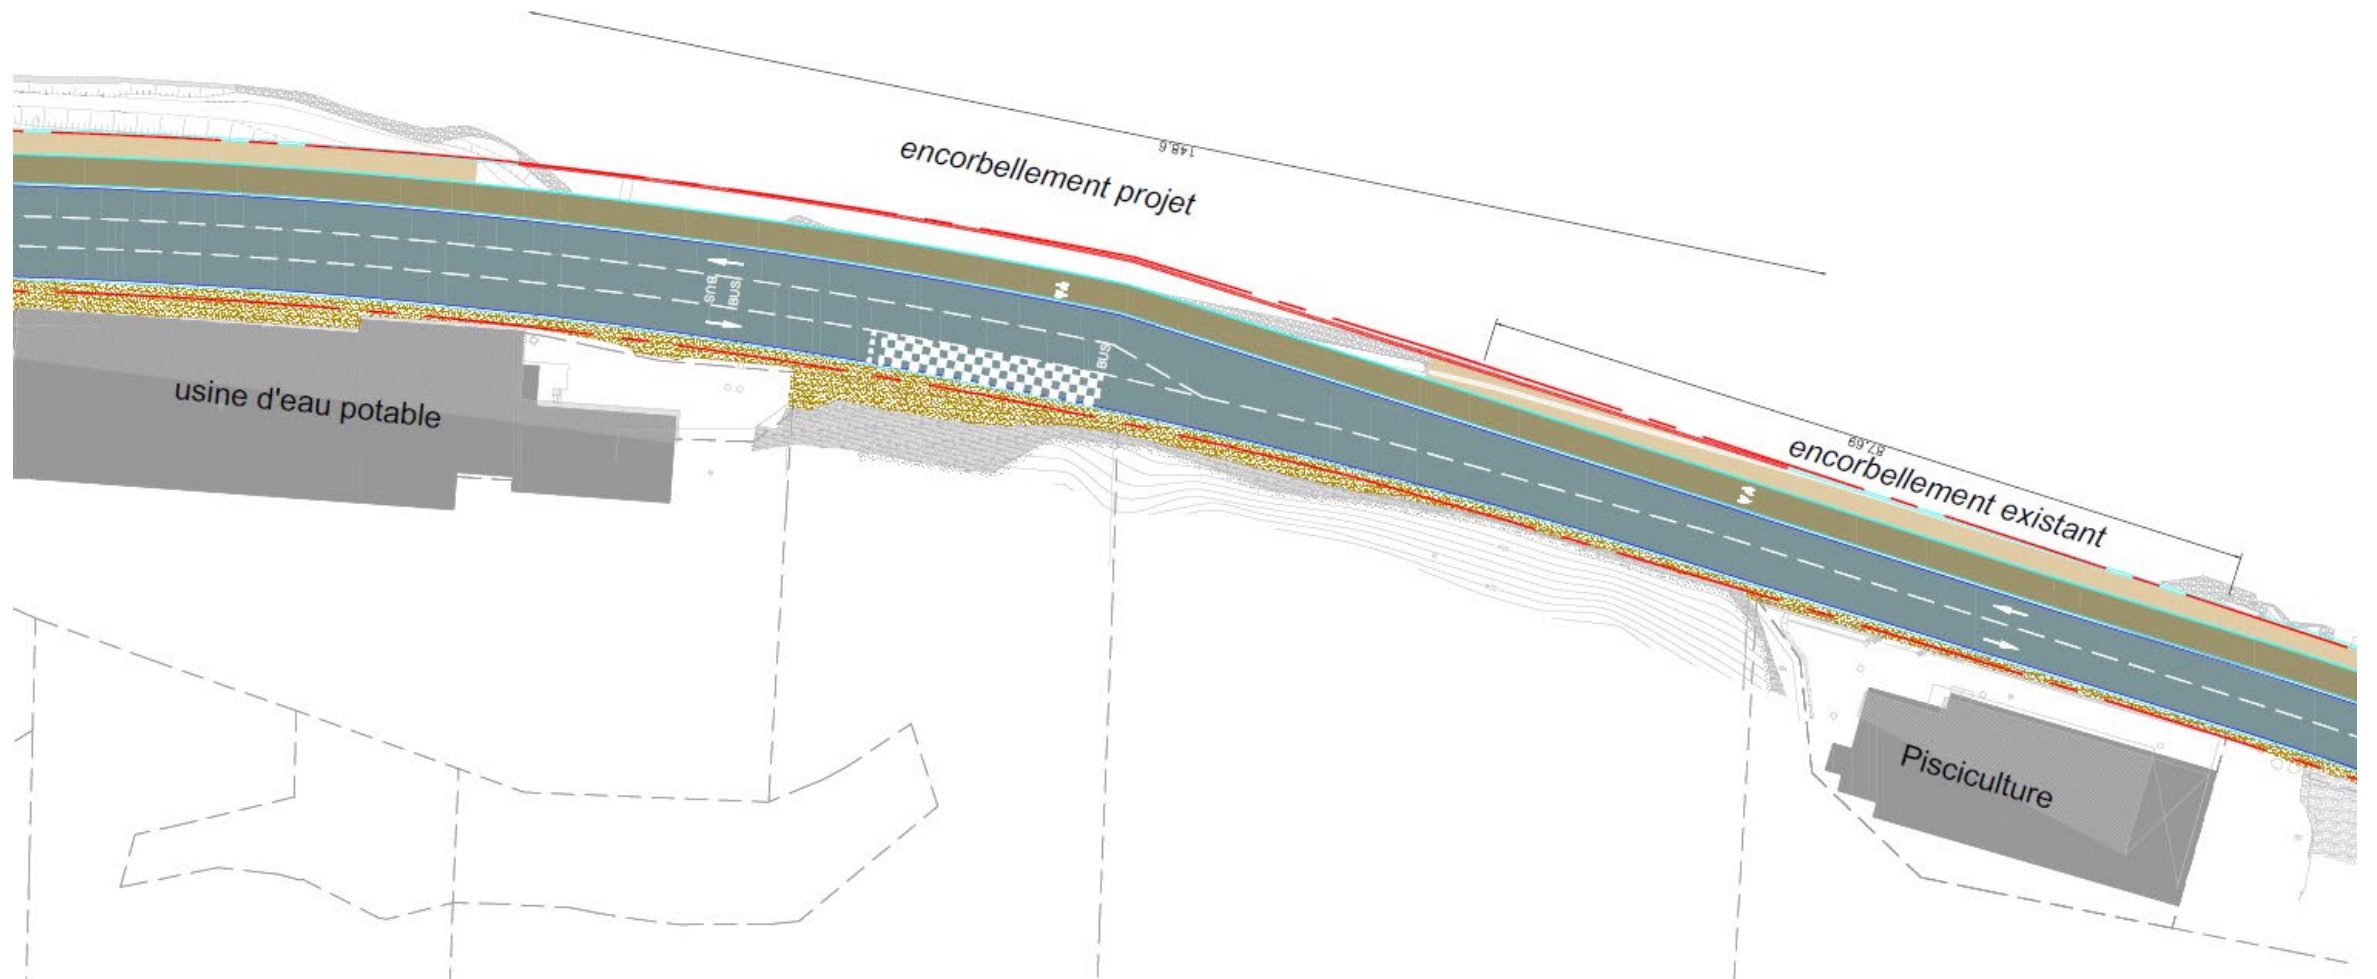 148.6
encorbellement projet
BUS
BUS
BUS
usine d'eau potable
87.69
encorbellement existant
Pisciculture